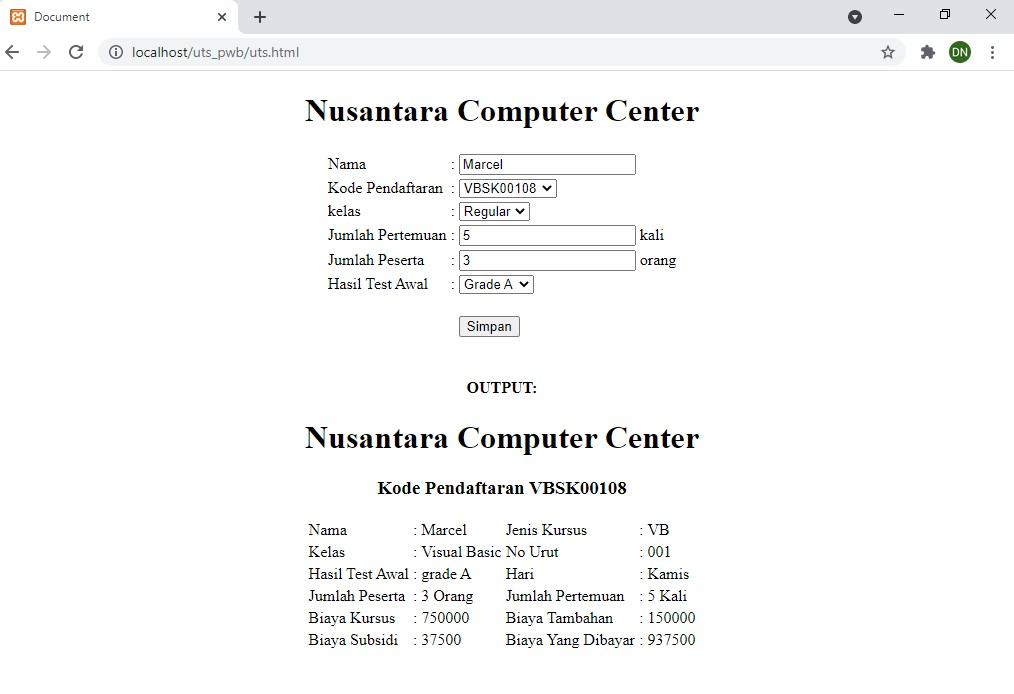 Document
localhost/uts_pwb/uts.html
DN
Nusantara Computer Center
Nama : Marcel
Kode Pendaftaran : VBSK00108
kelas : Regular
Jumlah Pertemuan : 5 kali
Jumlah Peserta : 3 orang
Hasil Test Awal : Grade A
Simpan
OUTPUT:
Nusantara Computer Center
Kode Pendaftaran VBSK00108
Nama : Marcel Jenis Kursus : VB
Kelas : Visual Basic No Urut : 001
Hasil Test Awal : grade A Hari : Kamis
Jumlah Peserta : 3 Orang Jumlah Pertemuan : 5 Kali
Biaya Kursus : 750000 Biaya Tambahan : 150000
Biaya Subsidi : 37500 Biaya Yang Dibayar : 937500